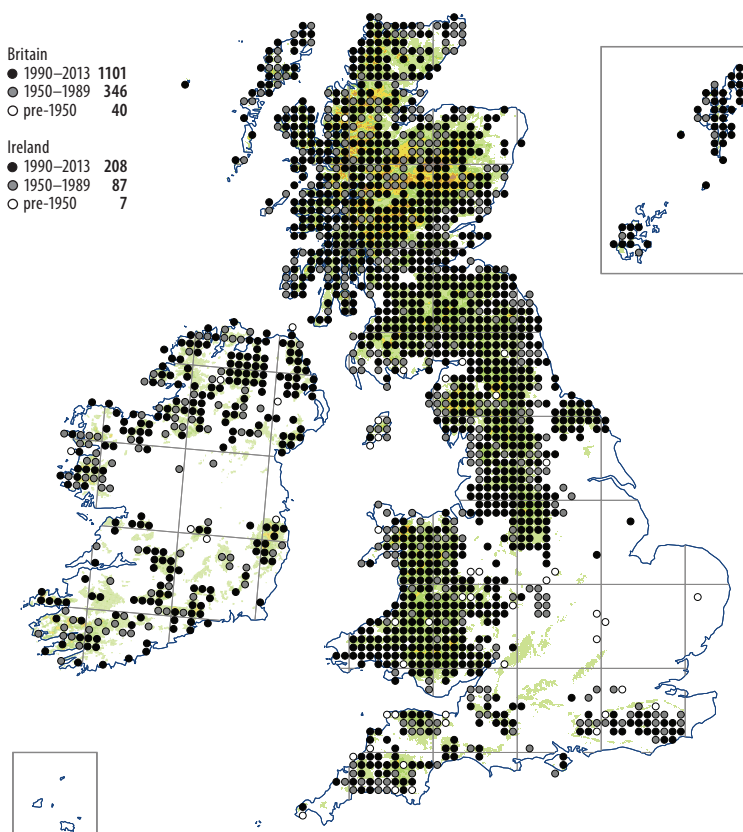 Britain
● 1990–2013 1101
● 1950–1989 346
○ pre-1950 40
Ireland
● 1990–2013 208
● 1950–1989 87
○ pre-1950 7